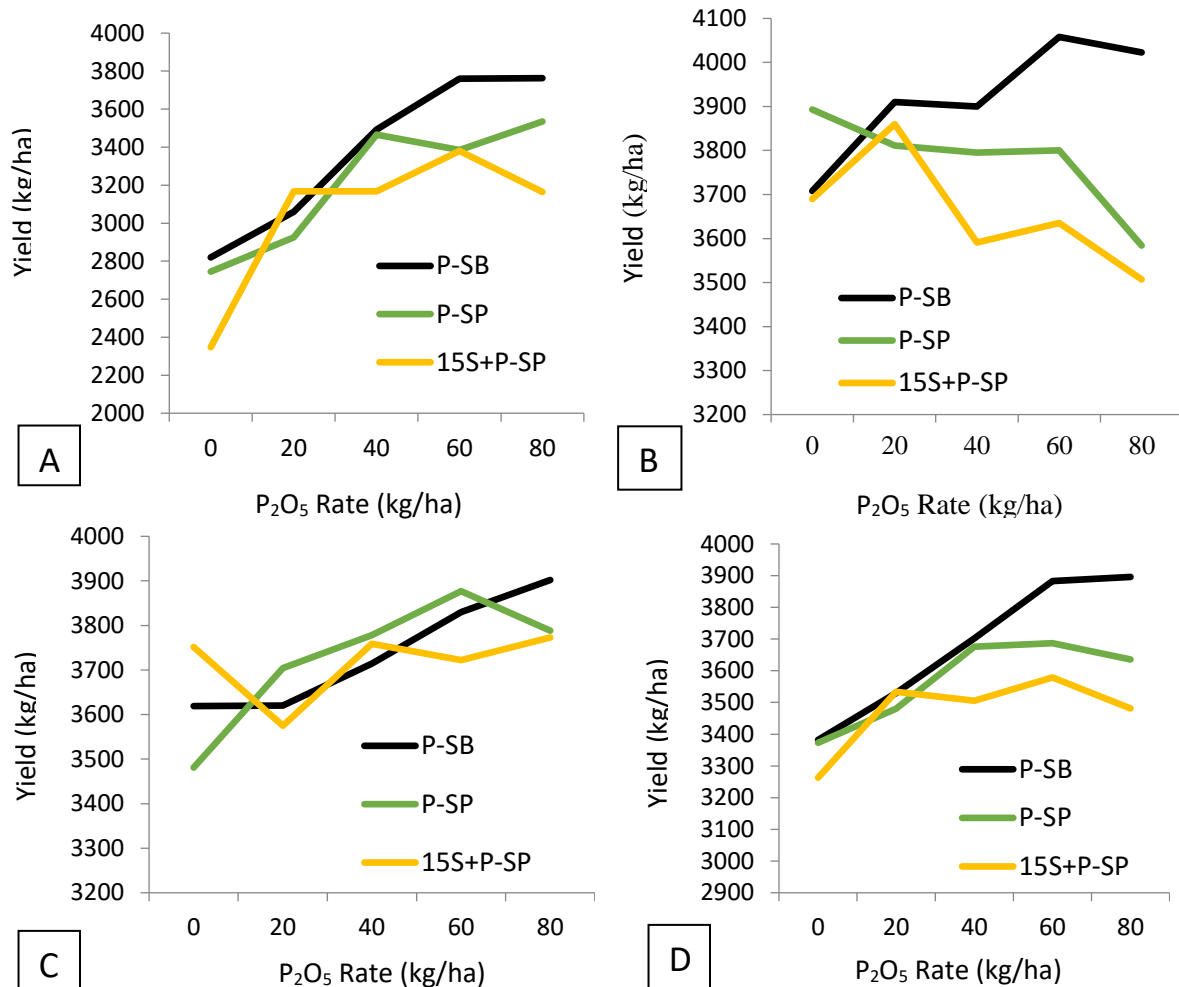 4000
3800
3600
3400
3200
3000
2800
2600
2400
2200
2000
Yield (kg/ha)
P-SB
P-SP
15S+P-SP
0 20 40 60 80
A
P₂O₅ Rate (kg/ha)
4100
4000
3900
3800
3700
3600
3500
3400
3300
3200
Yield (kg/ha)
P-SB
P-SP
15S+P-SP
0 20 40 60 80
B
P₂O₅ Rate (kg/ha)
4000
3900
3800
3700
3600
3500
3400
3300
3200
Yield (kg/ha)
P-SB
P-SP
15S+P-SP
0 20 40 60 80
C
P₂O₅ Rate (kg/ha)
4000
3900
3800
3700
3600
3500
3400
3300
3200
3100
3000
2900
Yield (kg/ha)
P-SB
P-SP
15S+P-SP
0 20 40 60 80
D
P₂O₅ Rate (kg/ha)